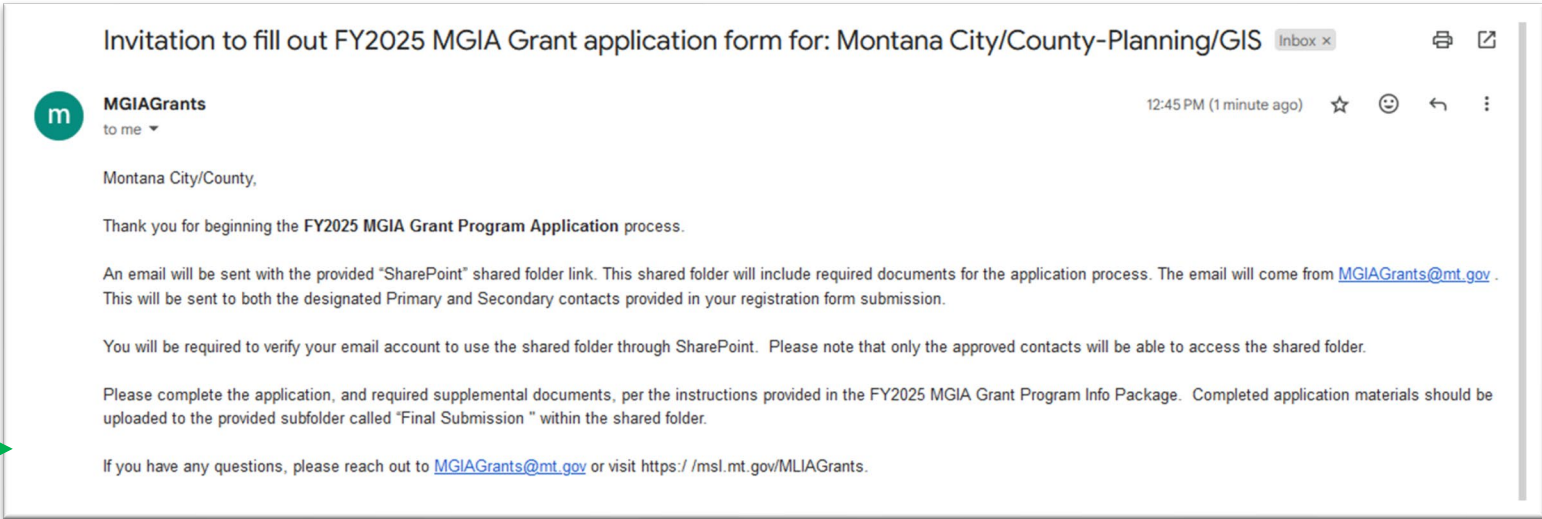 Invitation to fill out FY2025 MGIA Grant application form for: Montana City/County-Planning/GIS Inbox ×
m
MGIAGrants 12:45 PM (1 minute ago)
to me
Montana City/County,
Thank you for beginning the FY2025 MGIA Grant Program Application process.
An email will be sent with the provided “SharePoint” shared folder link. This shared folder will include required documents for the application process. The email will come from MGIAGrants@mt.gov .
This will be sent to both the designated Primary and Secondary contacts provided in your registration form submission.
You will be required to verify your email account to use the shared folder through SharePoint.  Please note that only the approved contacts will be able to access the shared folder.
Please complete the application, and required supplemental documents, per the instructions provided in the FY2025 MGIA Grant Program Info Package.  Completed application materials should be
uploaded to the provided subfolder called “Final Submission ” within the shared folder.
If you have any questions, please reach out to MGIAGrants@mt.gov or visit https:/ /msl.mt.gov/MLIAGrants.